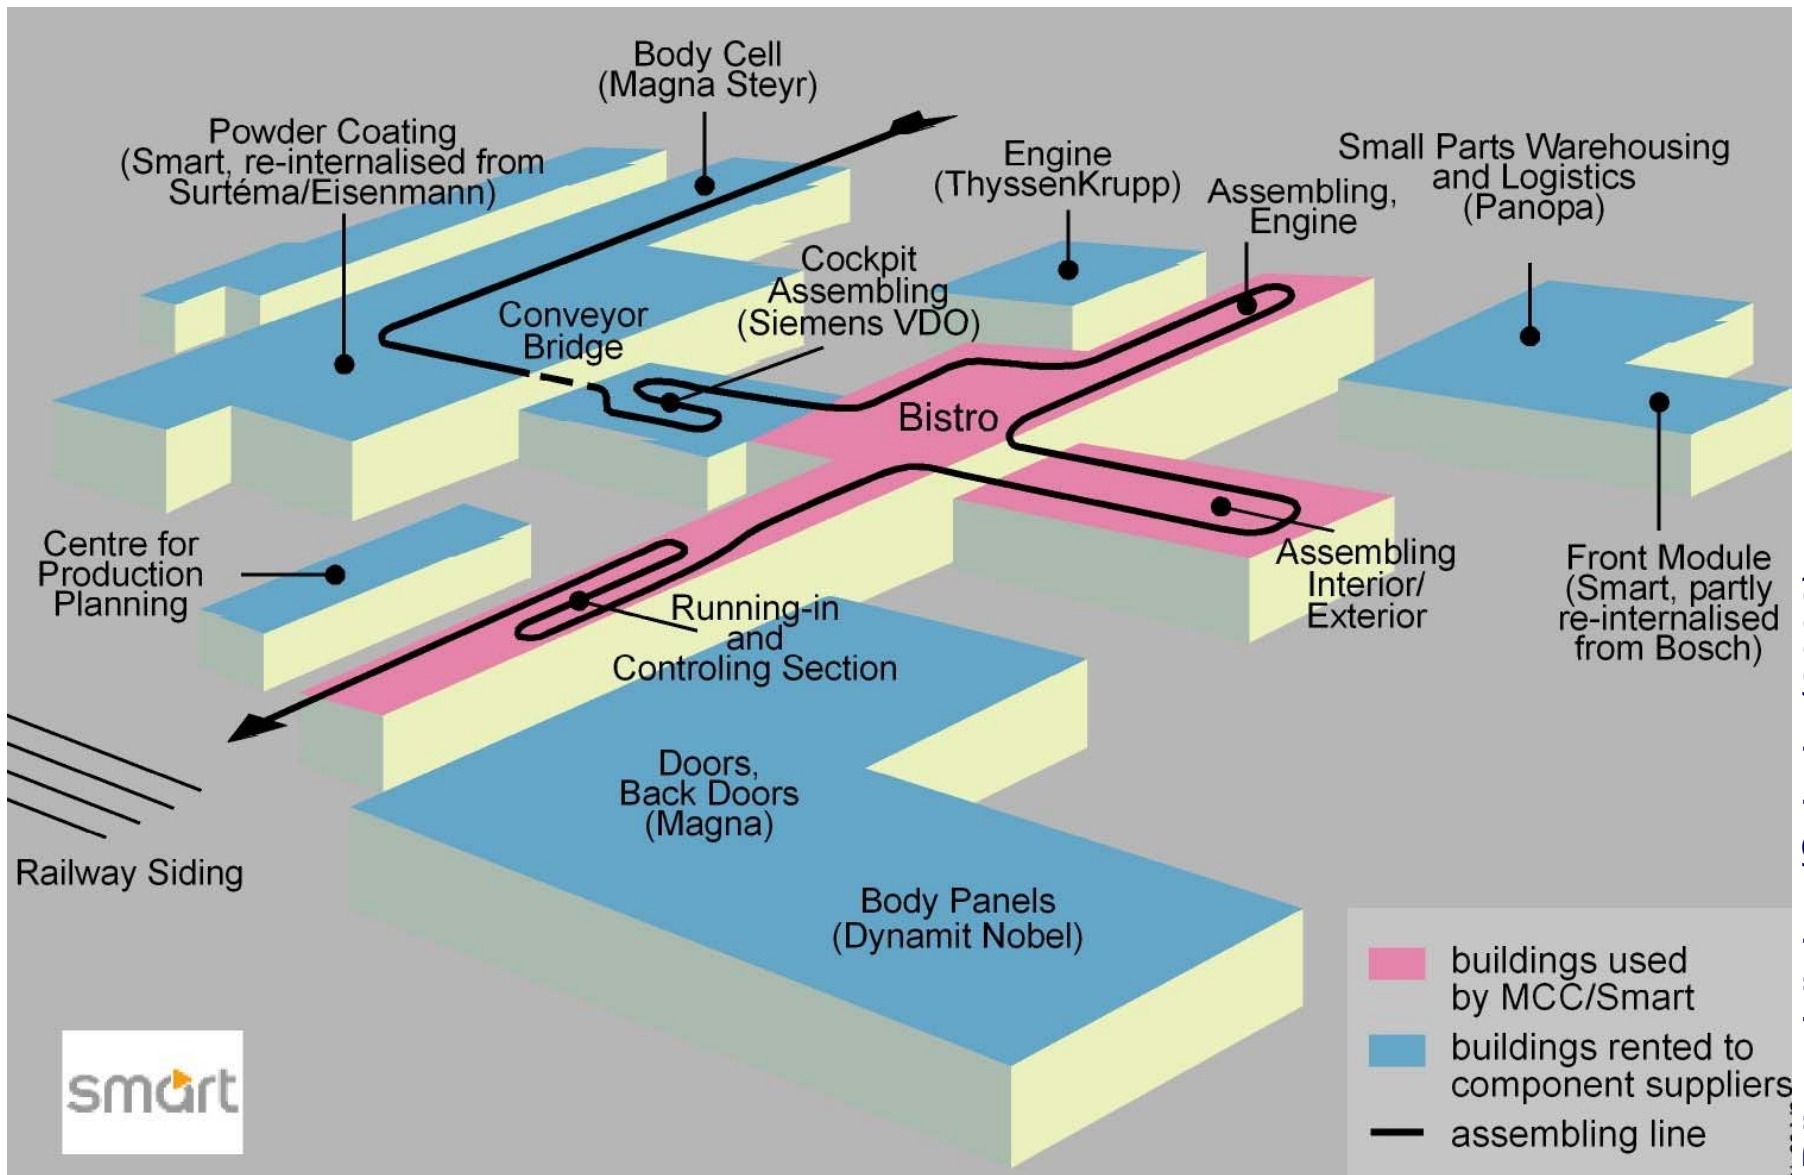 Body Cell
(Magna Steyr)
Powder Coating
(Smart, re-internalised from
Surtéma/Eisenmann)
Engine
(ThyssenKrupp)
Assembling,
Engine
Small Parts Warehousing
and Logistics
(Panopa)
Cockpit
Assembling
(Siemens VDO)
Conveyor
Bridge
Bistro
Centre for
Production
Planning
Assembling
Interior/
Exterior
Front Module
(Smart, partly
re-internalised
from Bosch)
Running-in
and
Controling Section
Doors,
Back Doors
(Magna)
Railway Siding
Body Panels
(Dynamit Nobel)
buildings used
by MCC/Smart
buildings rented to
component suppliers
assembling line
smart